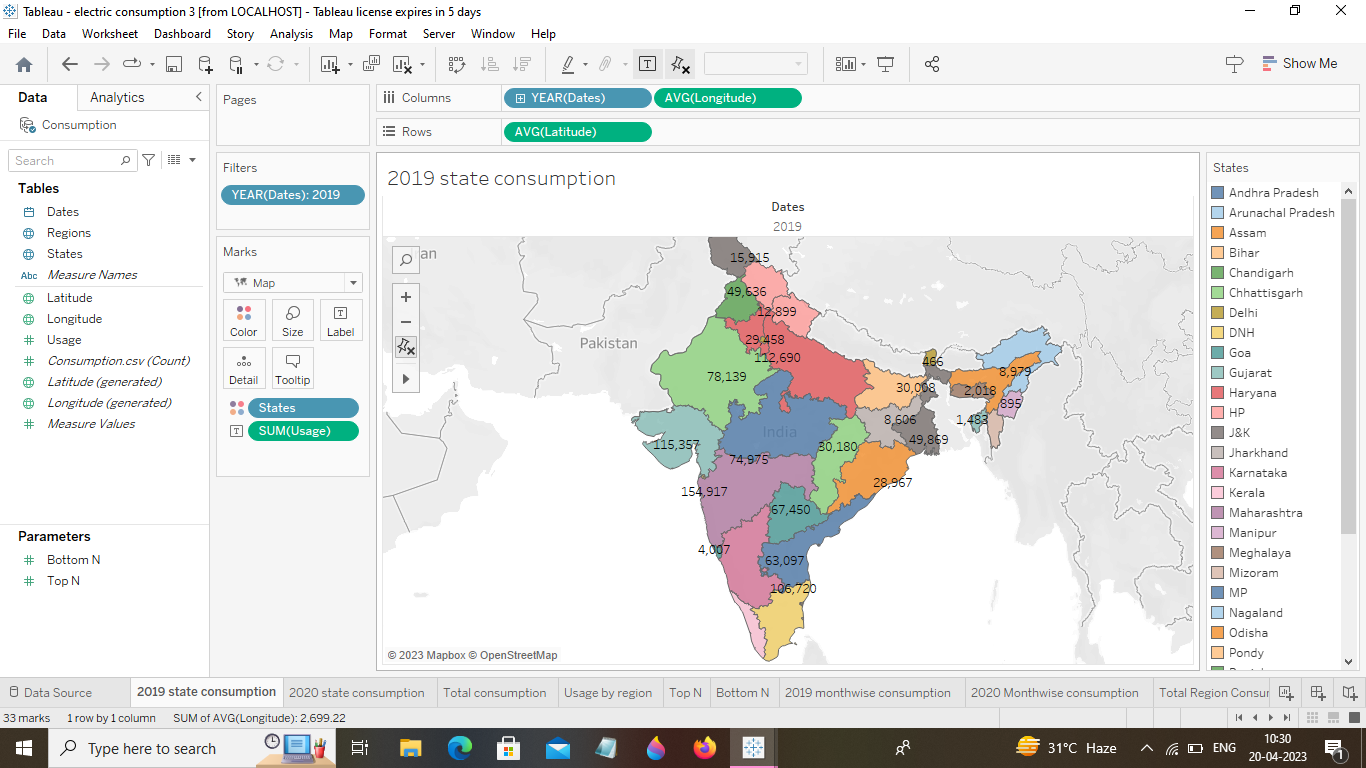 Tableau - electric consumption 3 [from LOCALHOST] - Tableau license expires in 5 days
File Data Worksheet Dashboard Story Analysis Map Format Server Window Help
Show Me
Data Analytics
Consumption
Search
Tables
Dates
Regions
States
Abc Measure Names
Latitude
Longitude
Usage
Consumption.csv (Count)
Latitude (generated)
Longitude (generated)
Measure Values
Parameters
Bottom N
Top N
Pages
Filters
YEAR(Dates): 2019
Marks
Map
Color Size Label
Detail Tooltip
States
SUM(Usage)
Columns YEAR(Dates) AVG(Longitude)
Rows AVG(Latitude)
2019 state consumption
Dates
2019
an
15,915
49,636
12,899
Pakistan
29,458
112,690
466
78,139
8,979
30,008
2,018
895
8,606
1,483
India
49,869
115,357
30,180
74,975
28,967
154,917
67,450
4,007
63,097
106,720
© 2023 Mapbox © OpenStreetMap
States
Andhra Pradesh
Arunachal Pradesh
Assam
Bihar
Chandigarh
Chhattisgarh
Delhi
DNH
Goa
Gujarat
Haryana
HP
J&K
Jharkhand
Karnataka
Kerala
Maharashtra
Manipur
Meghalaya
Mizoram
MP
Nagaland
Odisha
Pondy
Data Source 2019 state consumption 2020 state consumption Total consumption Usage by region Top N Bottom N 2019 monthwise consumption 2020 Monthwise consumption Total Region Consur
33 marks 1 row by 1 column SUM of AVG(Longitude): 2,699.22
Type here to search
31°C Haze
ENG
10:30
20-04-2023
1